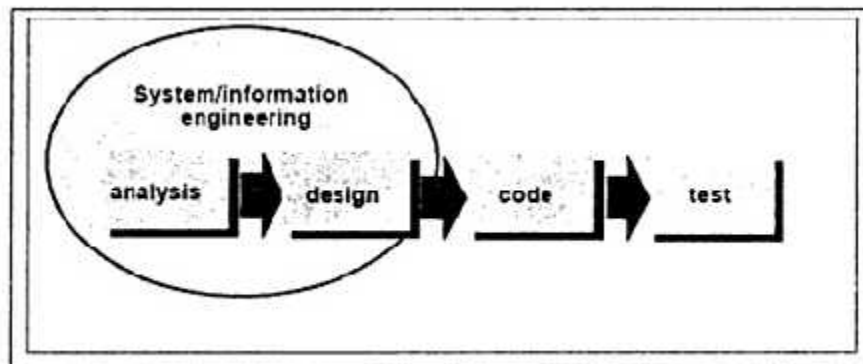 System/information
engineering
analysis
design
code
test